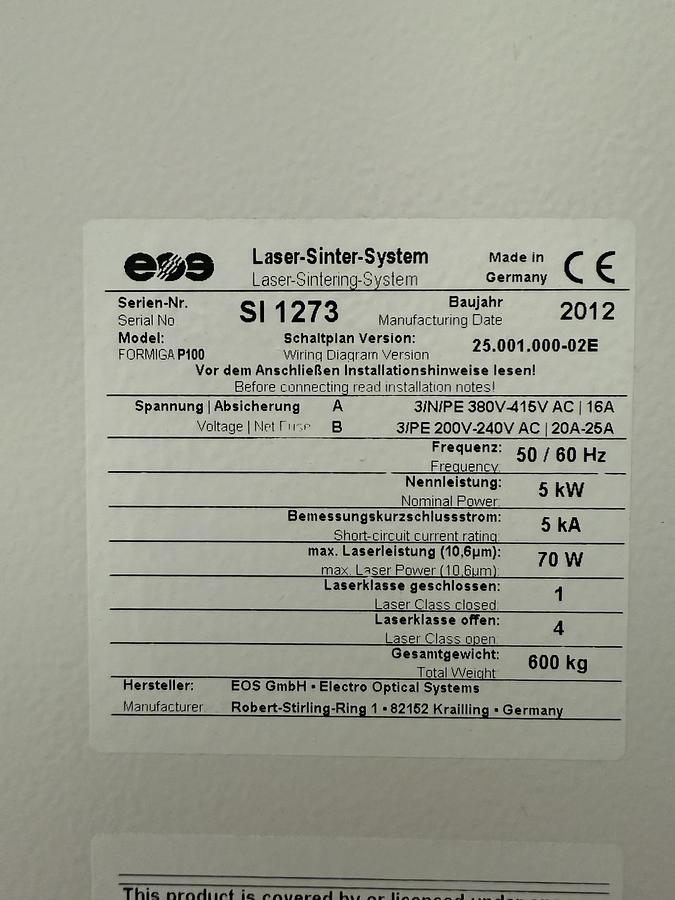 eos Laser-Sinter-System Made in
Laser-Sintering-System Germany CE
Serien-Nr. SI 1273 Baujahr 2012
Serial No Manufacturing Date
Model: Schaltplan Version: 25.001.000-02E
FORMIGA P100 Wiring Diagram Version
Vor dem Anschließen Installationshinweise lesen!
Before connecting read installation notes!
Spannung | Absicherung A 3/N/PE 380V-415V AC | 16A
Voltage | Net Fuse B 3/PE 200V-240V AC | 20A-25A
Frequenz: 50 / 60 Hz
Frequency:
Nennleistung: 5 kW
Nominal Power:
Bemessungskurzschlussstrom: 5 kA
Short-circuit current rating:
max. Laserleistung (10,6µm): 70 W
max. Laser Power (10,6µm):
Laserklasse geschlossen: 1
Laser Class closed:
Laserklasse offen: 4
Laser Class open:
Gesamtgewicht: 600 kg
Total Weight:
Hersteller: EOS GmbH • Electro Optical Systems
Manufacturer: Robert-Stirling-Ring 1 • 82152 Krailling • Germany
This product is covered by or licensed under